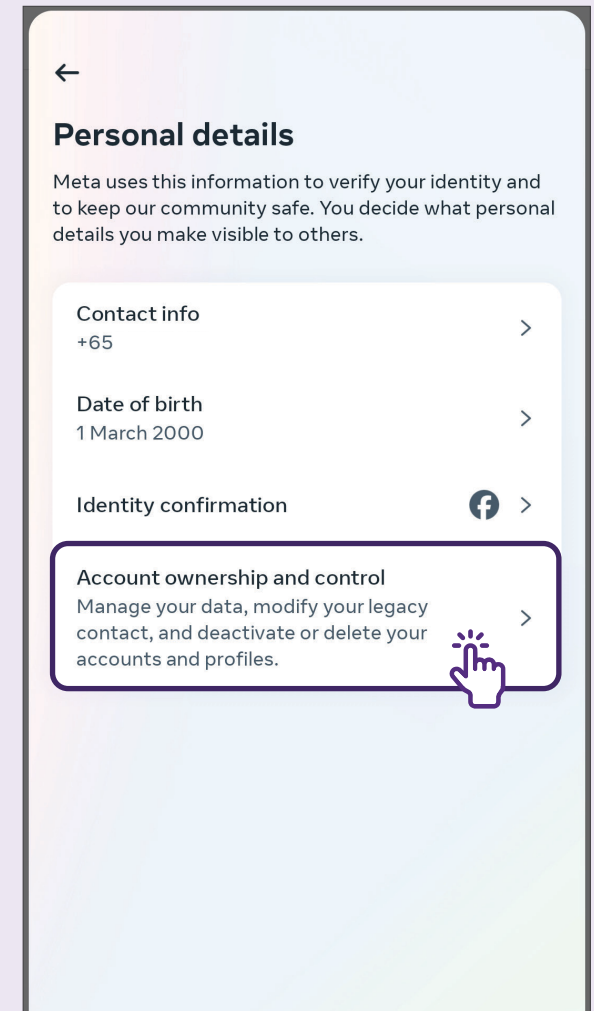 Personal details
Meta uses this information to verify your identity and
to keep our community safe. You decide what personal
details you make visible to others.
Contact info
+65
Date of birth
1 March 2000
Identity confirmation
Account ownership and control
Manage your data, modify your legacy
contact, and deactivate or delete your
accounts and profiles.